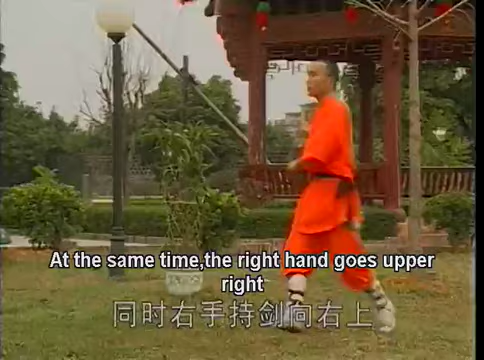 At the same time,the right hand goes upper
right
同时右手持剑向右上